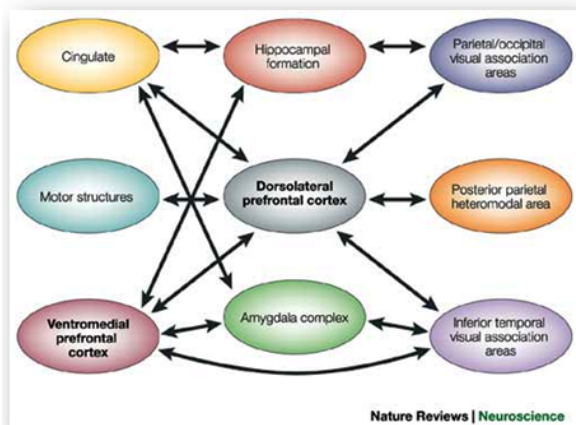 Cingulate
Hippocampal
formation
Parietal/occipital
visual association
areas
Motor structures
Dorsolateral
prefrontal cortex
Posterior parietal
heteromodal area
Ventromedial
prefrontal
cortex
Amygdala complex
Inferior temporal
visual association
areas
Nature Reviews | Neuroscience